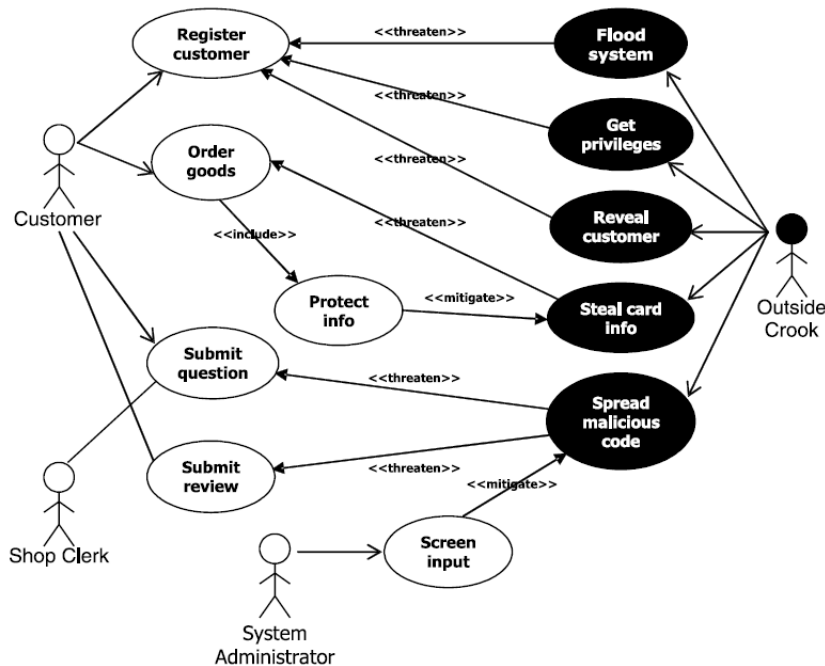 Register
customer
<<threaten>>
Flood
system
<<threaten>>
Get
privileges
Order
goods
<<threaten>>
Customer
Reveal
customer
<<threaten>>
<<include>>
Protect
info
<<mitigate>>
Steal card
info
Outside
Crook
Submit
question
<<threaten>>
Spread
malicious
code
Submit
review
<<threaten>>
<<mitigate>>
Shop Clerk
Screen
input
System
Administrator